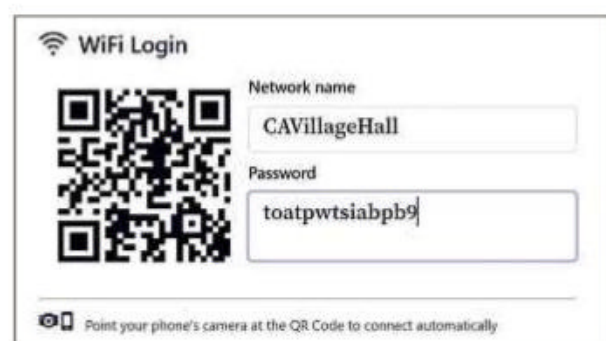 WiFi Login
Network name
CAVillageHall
Password
toatpwtsiabpb9
Point your phone's camera at the QR Code to connect automatically